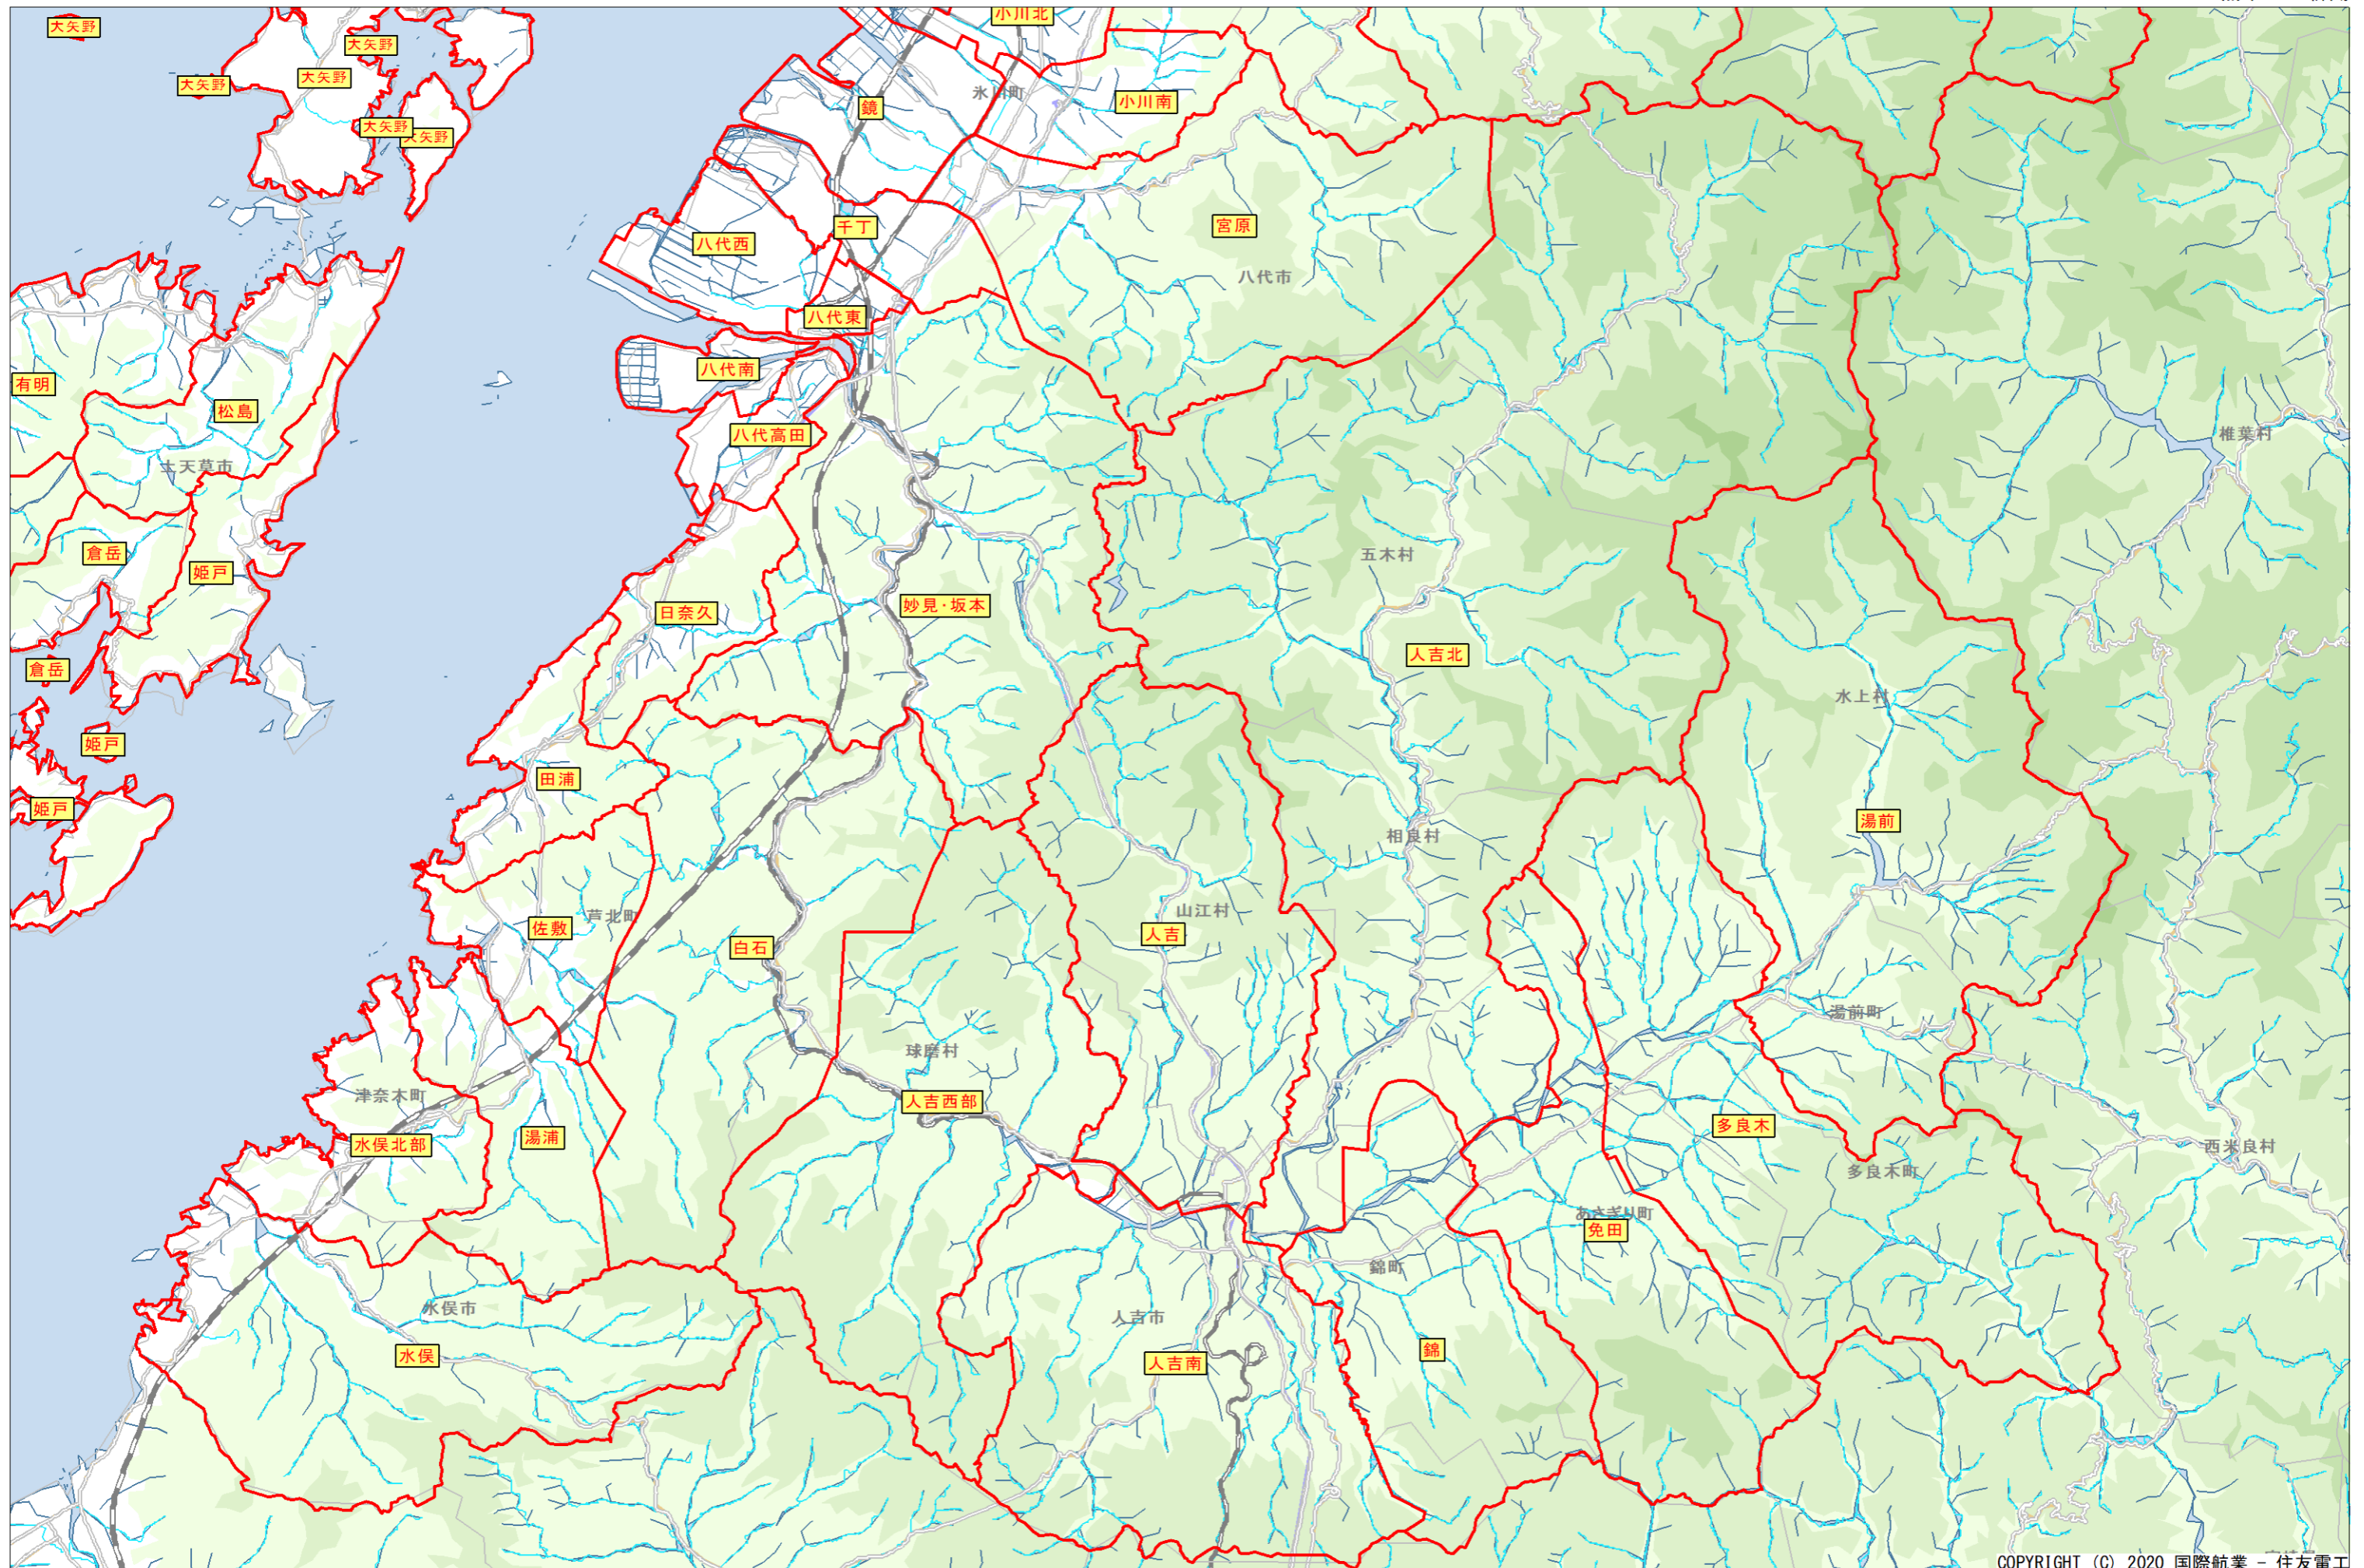 小川北
大矢野
大矢野
大矢野
大矢野
鏡
氷川町
小川南
大矢野
大矢野
千丁
宮原
八代西
八代市
八代東
八代南
有明
松島
八代高田
椎葉村
上天草市
倉岳
五木村
姫戸
妙見・坂本
日奈久
人吉北
倉岳
水上村
姫戸
田浦
姫戸
湯前
相良村
山江村
芦北町
佐敷
人吉
白石
湯前町
球磨村
津奈木町
人吉西部
多良木
湯浦
水俣北部
西米良村
多良木町
あさぎり町
免田
錦町
水俣市
人吉市
錦
水俣
人吉南
COPYRIGHT (C) 2020 国際航業 - 住友電工